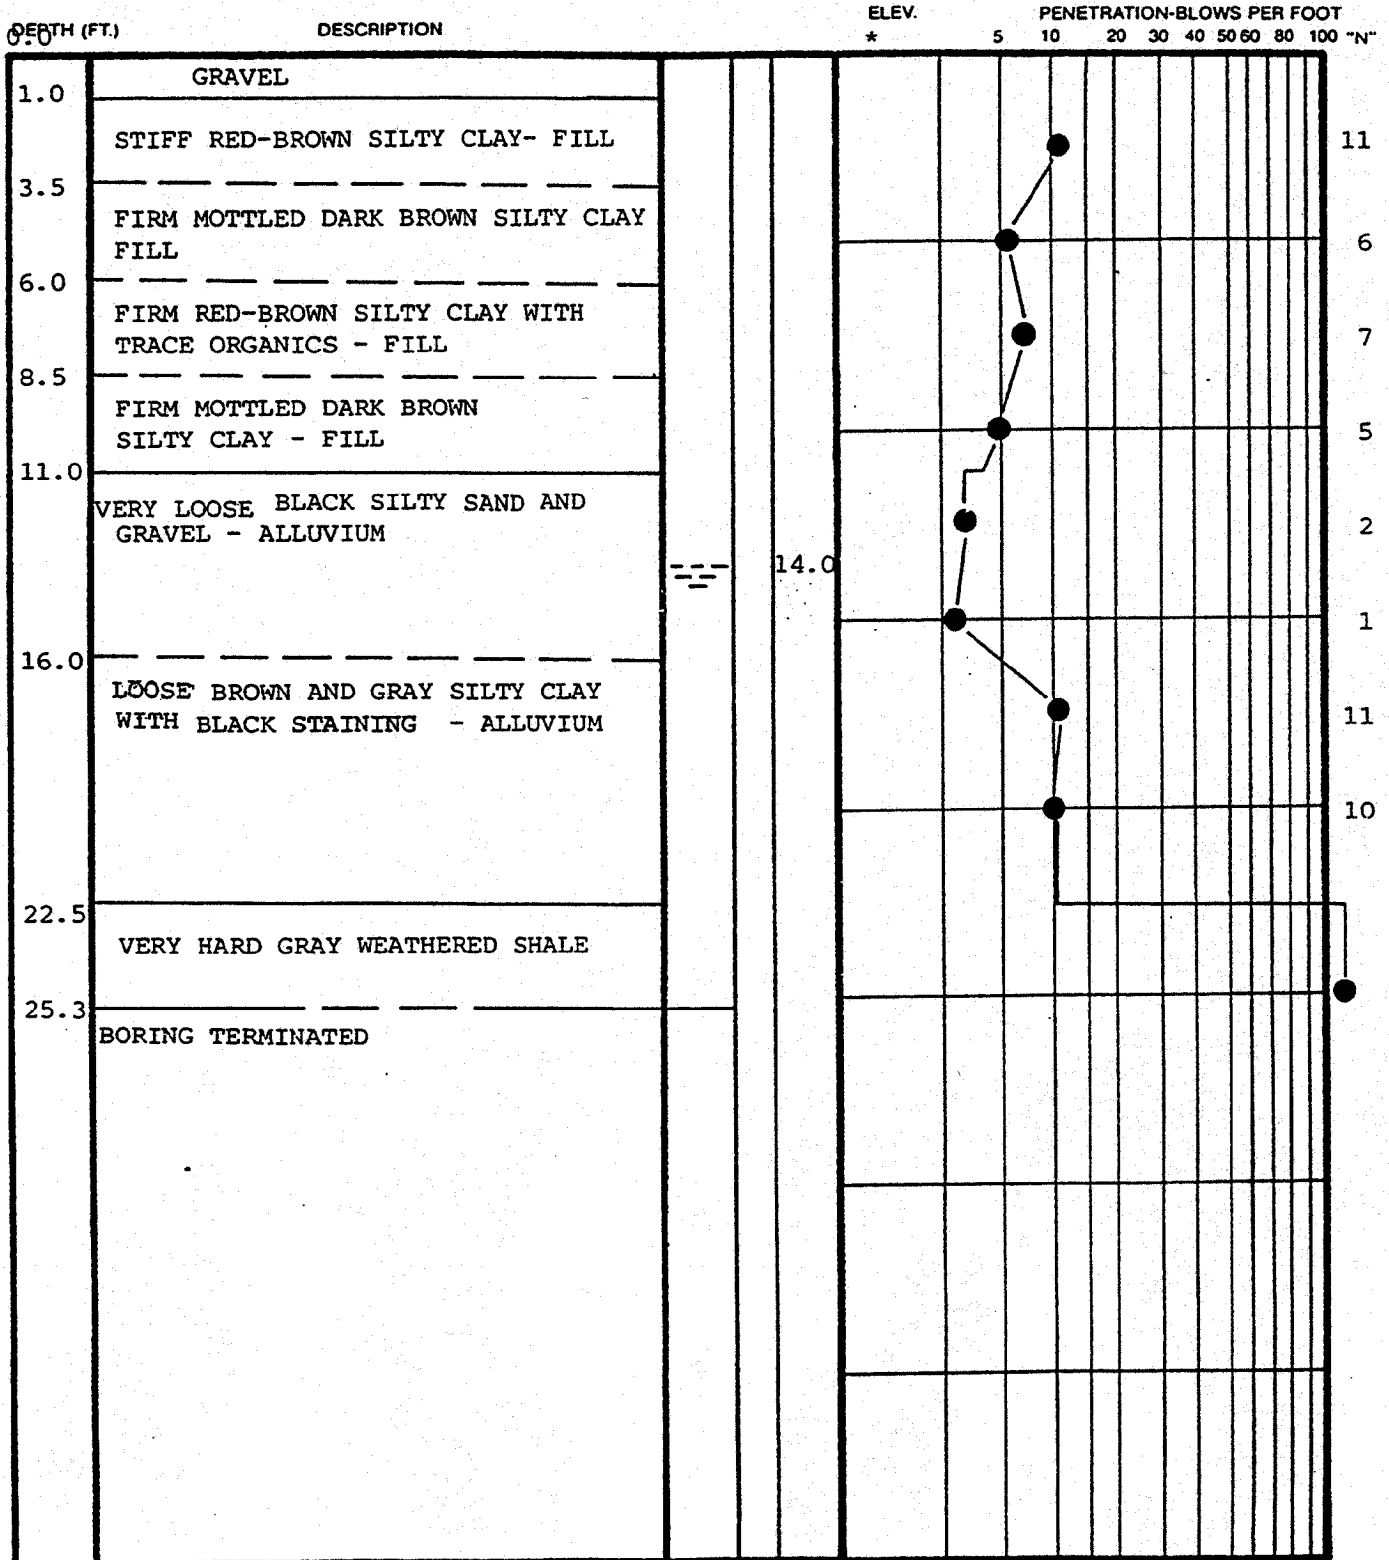 ELEV. PENETRATION-BLOWS PER FOOT
DEPTH (FT.) DESCRIPTION * 5 10 20 30 40 50 60 80 100 "N"
0.0
GRAVEL
1.0
STIFF RED-BROWN SILTY CLAY- FILL 11
3.5
FIRM MOTTLED DARK BROWN SILTY CLAY
FILL 6
6.0
FIRM RED-BROWN SILTY CLAY WITH
TRACE ORGANICS - FILL 7
8.5
FIRM MOTTLED DARK BROWN
SILTY CLAY - FILL 5
11.0
VERY LOOSE BLACK SILTY SAND AND
GRAVEL - ALLUVIUM 2
14.0
1
16.0
LOOSE BROWN AND GRAY SILTY CLAY
WITH BLACK STAINING - ALLUVIUM 11
10
22.5
VERY HARD GRAY WEATHERED SHALE
25.3
BORING TERMINATED